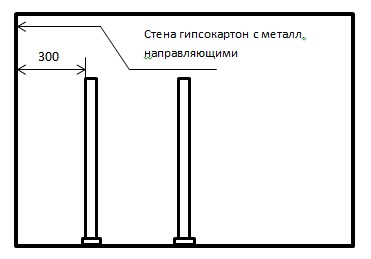 Стена гипсокартон с металл.
направляющими
300